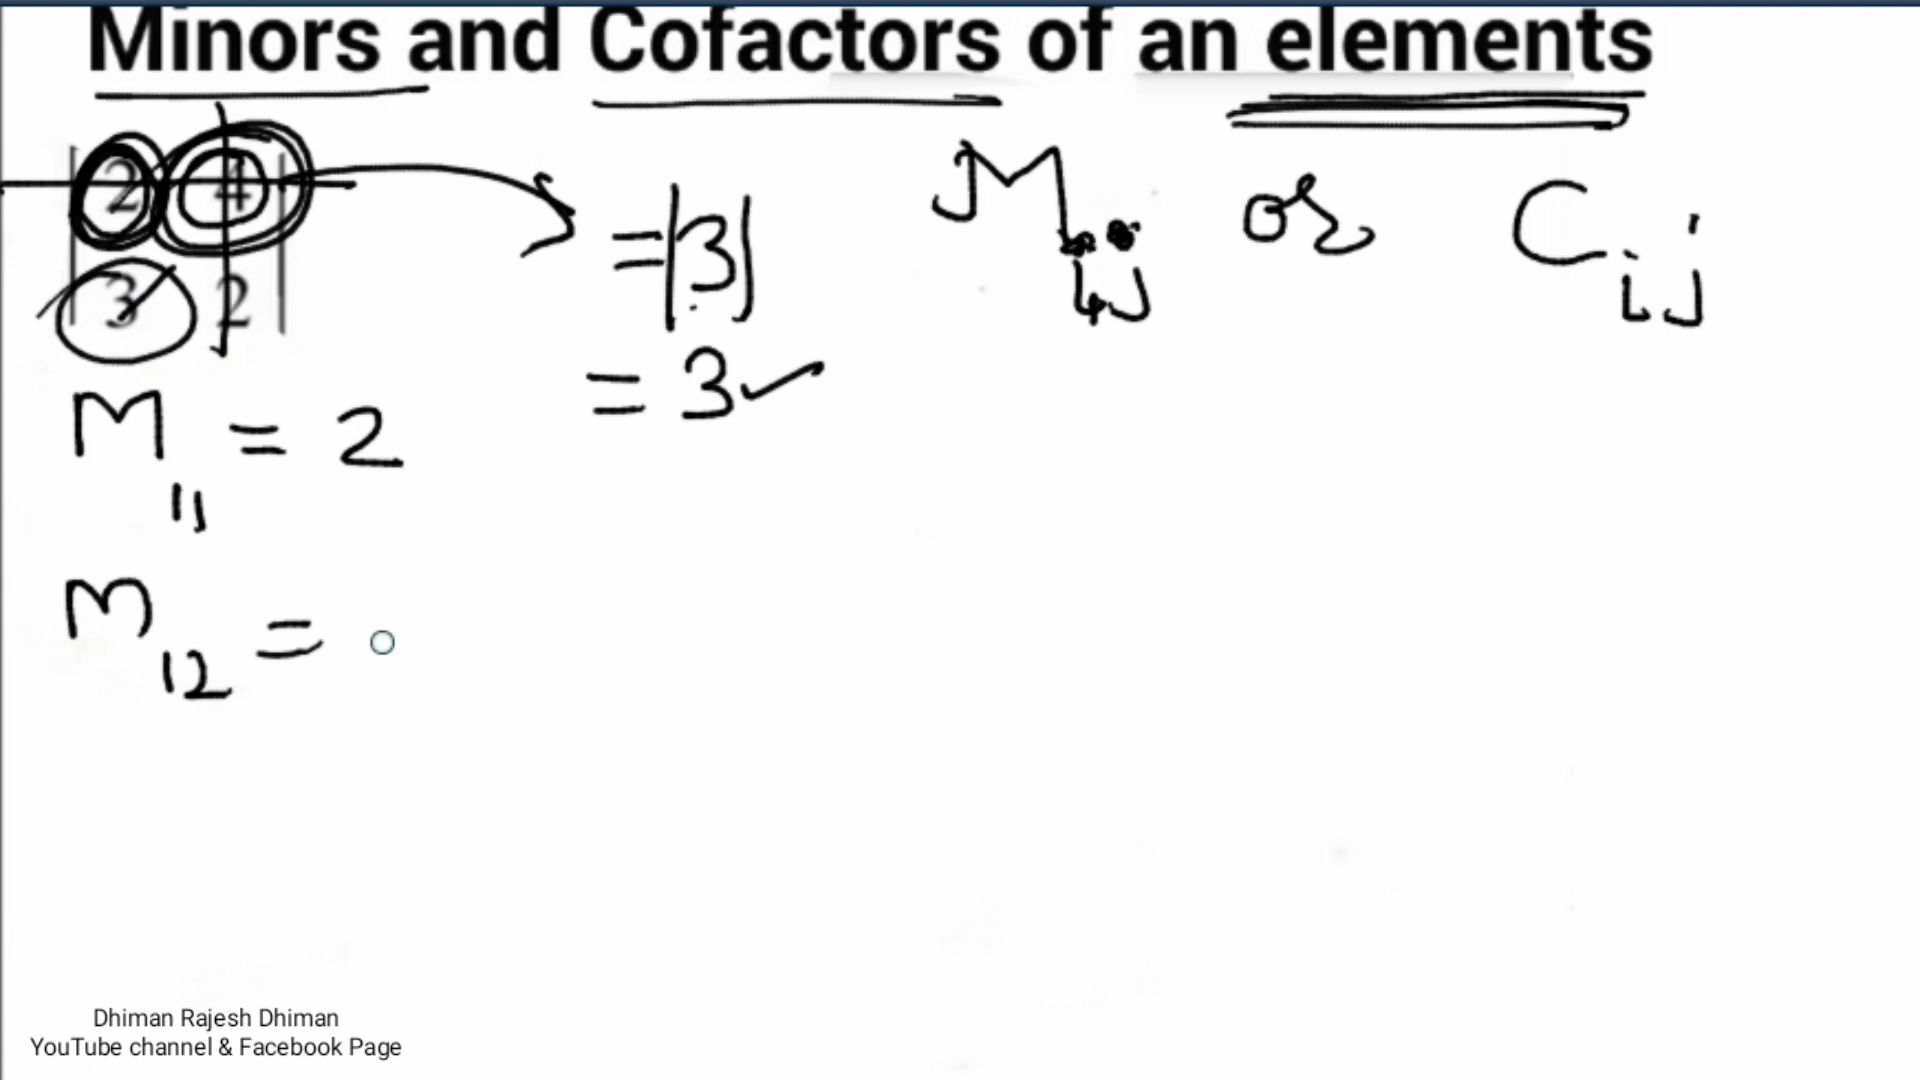 Minors and Cofactors of an elements
2 4
3 2
= |3|
= 3
M ij or C ij
M 11 = 2
M 12 =
Dhiman Rajesh Dhiman
YouTube channel & Facebook Page